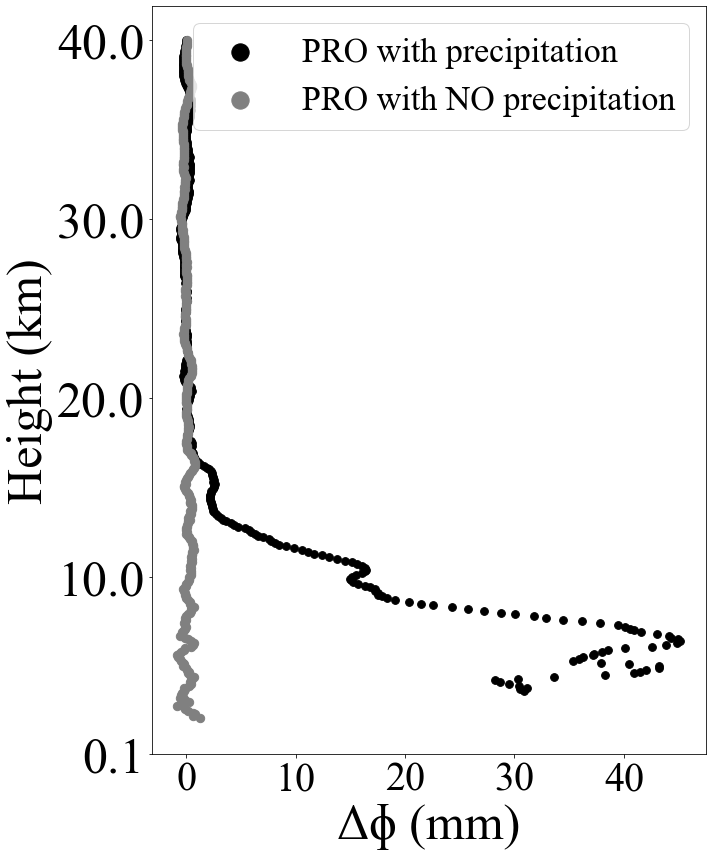 PRO with precipitation
PRO with NO precipitation
40.0
30.0
20.0
10.0
0.1
Height (km)
0
10
20
30
40
Δϕ (mm)